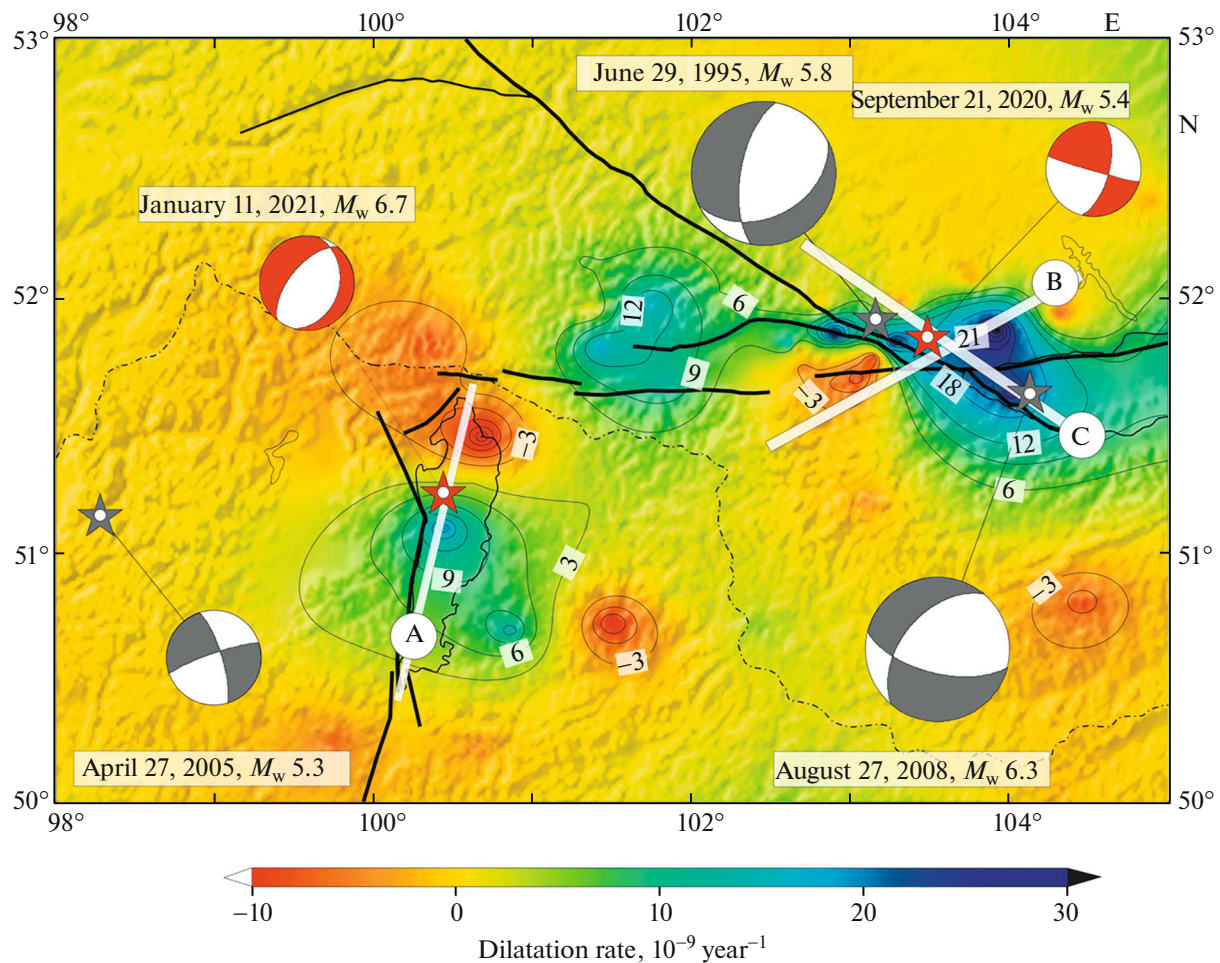 98° 100° 102° 104° E
53° 53°
June 29, 1995, Mw 5.8
September 21, 2020, Mw 5.4
N
January 11, 2021, Mw 6.7
B
52° 52°
12
6
21
9
18
−3
−3
12
C
6
51° 51°
3
9
−3
A
6
−3
April 27, 2005, Mw 5.3
August 27, 2008, Mw 6.3
50° 50°
98° 100° 102° 104°
−10 0 10 20 30
Dilatation rate, 10⁻⁹ year⁻¹